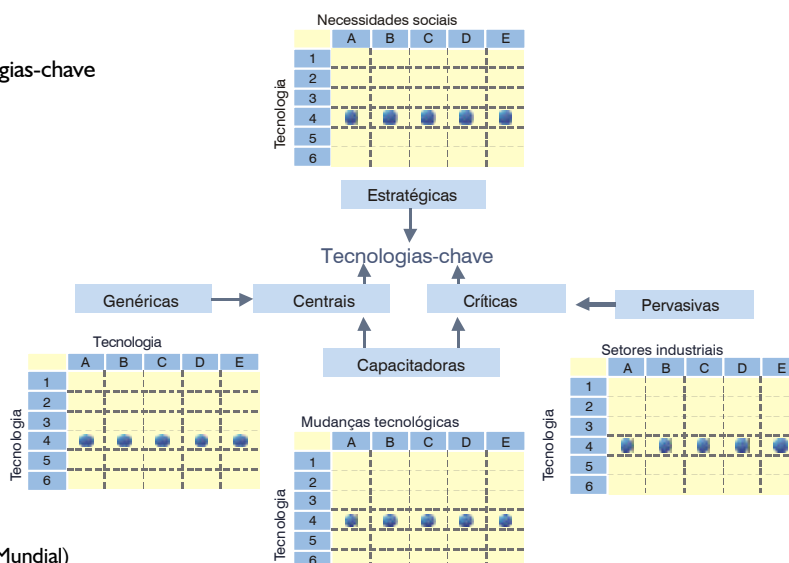 Necessidades sociais
A B C D E
gias-chave
1
2
3
Tecnologia
4
5
6
Estratégicas
Tecnologias-chave
Genéricas
Centrais
Críticas
Pervasivas
Capacitadoras
Tecnologia
A B C D E
1
2
3
Tecnologia
4
5
6
Setores industriais
A B C D E
1
2
3
Tecnologia
4
5
6
Mudanças tecnológicas
A B C D E
1
2
3
Tecnologia
4
5
6
Mundial)